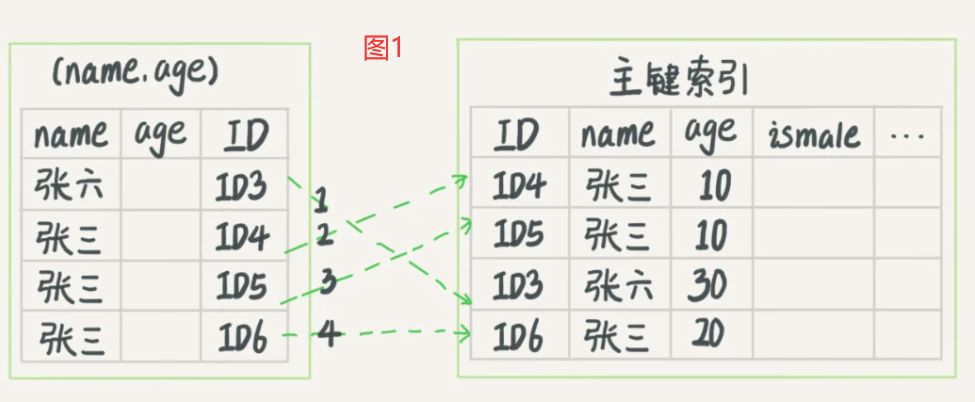 图1
(name.age)
name age ID
张六 ID3
张三 ID4
张三 ID5
张三 ID6
1
2
3
4
主键索引
ID name age ismale ...
ID4 张三 10
ID5 张三 10
ID3 张六 30
ID6 张三 20